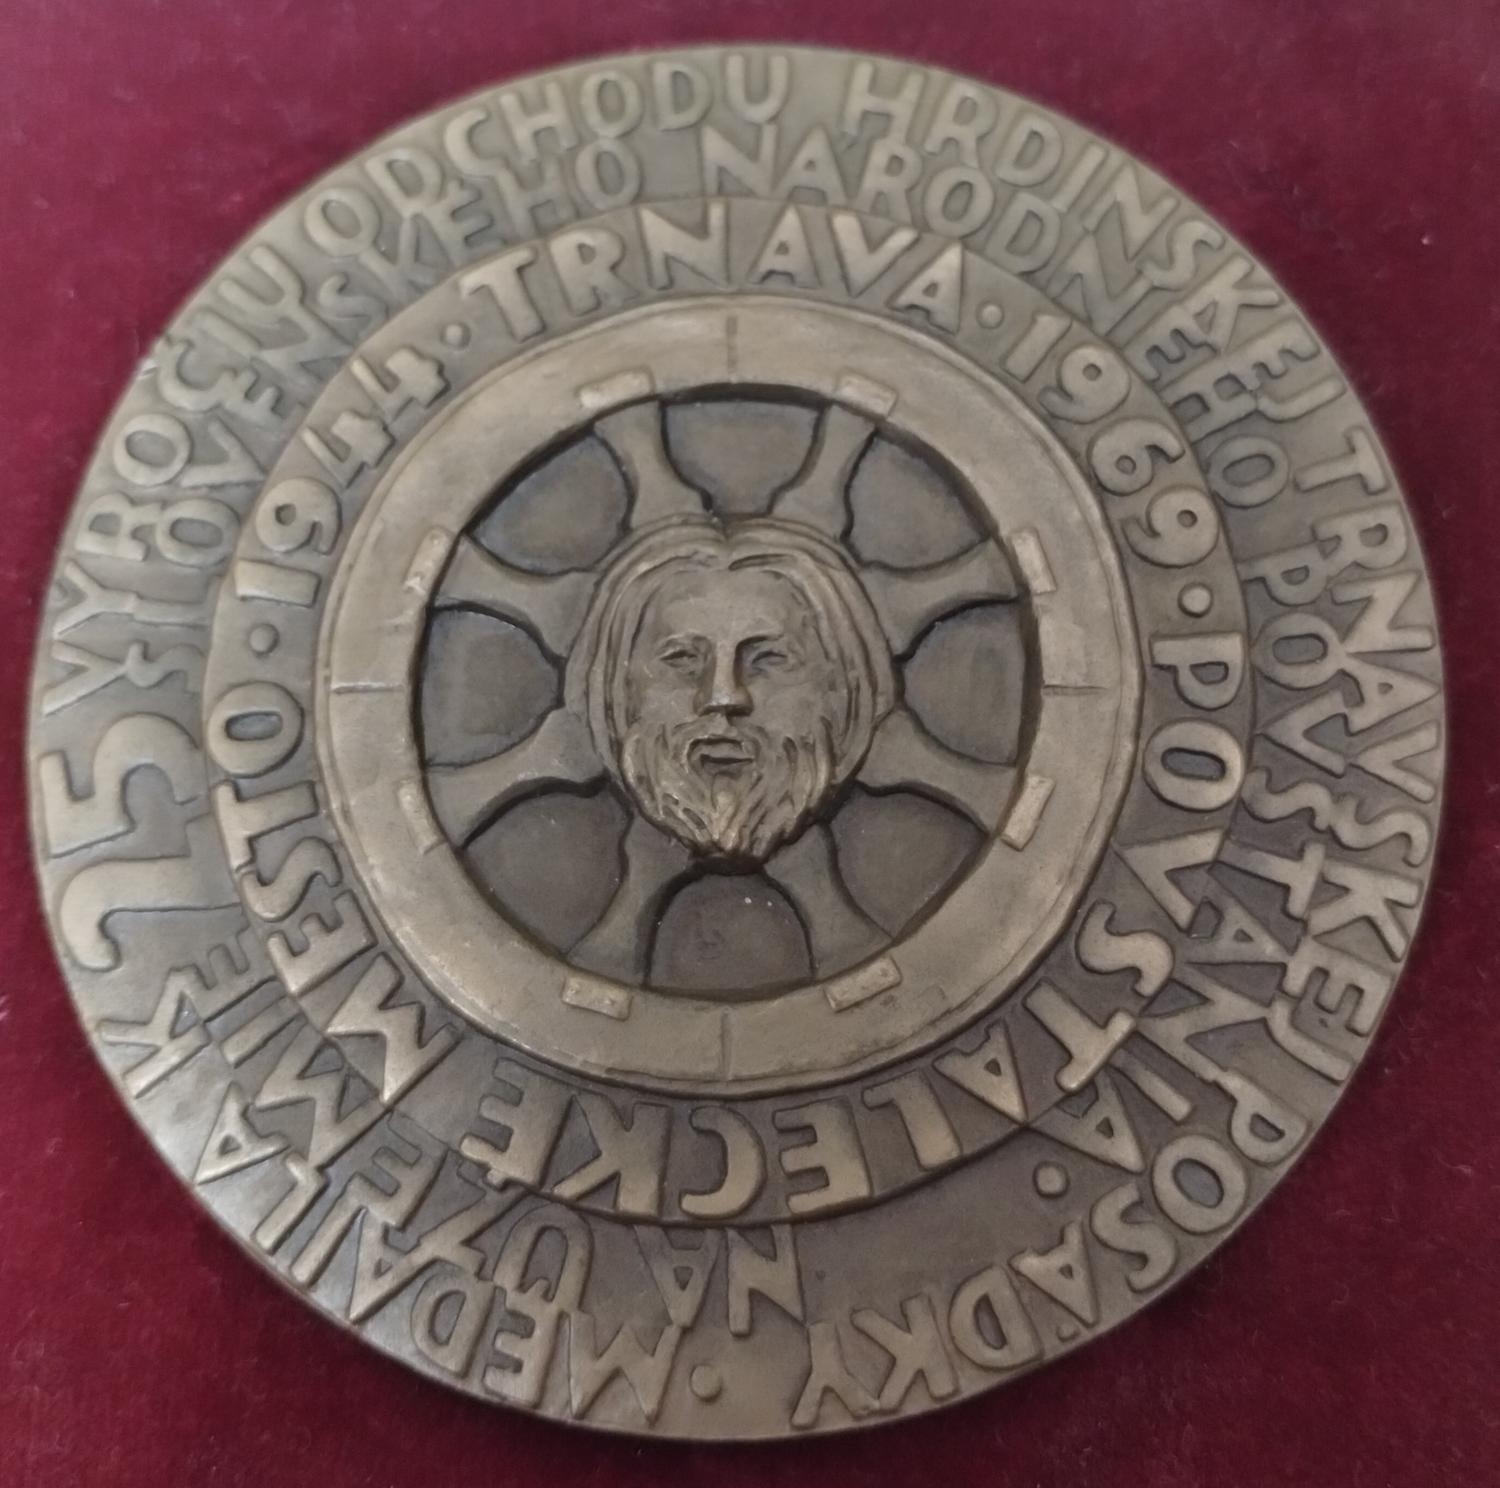 MEDAILA K 25 VÝROČIU ODCHODU HRDINSKEJ TRNAVSKEJ POSÁDKY ·
NA ÚZEMIE SLOVENSKÉHO NÁRODNÉHO POVSTANIA ·
POVSTALECKÉ MESTO · 1944 · TRNAVA · 1969 ·